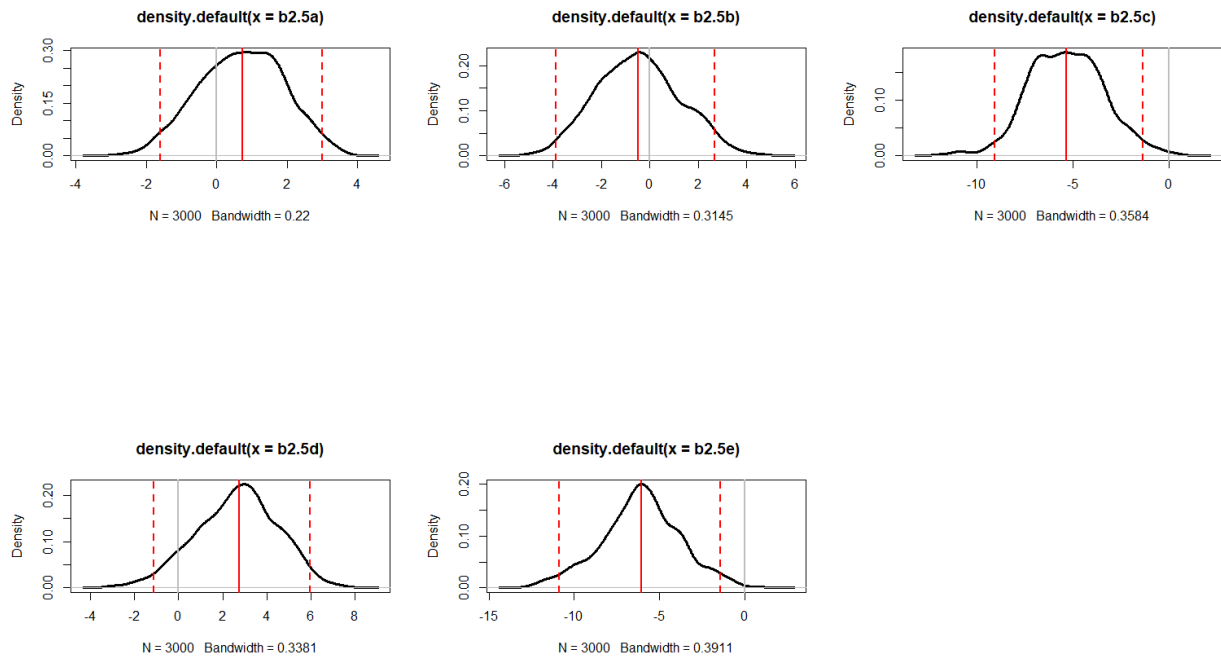 density.default(x = b2.5a)
Density
0.00
0.15
0.30
-4
-2
0
2
4
N = 3000 Bandwidth = 0.22
density.default(x = b2.5b)
Density
0.00
0.10
0.20
-6
-4
-2
0
2
4
6
N = 3000 Bandwidth = 0.3145
density.default(x = b2.5c)
Density
0.00
0.10
-10
-5
0
N = 3000 Bandwidth = 0.3584
density.default(x = b2.5d)
Density
0.00
0.10
0.20
-4
-2
0
2
4
6
8
N = 3000 Bandwidth = 0.3381
density.default(x = b2.5e)
Density
0.00
0.10
0.20
-15
-10
-5
0
N = 3000 Bandwidth = 0.3911